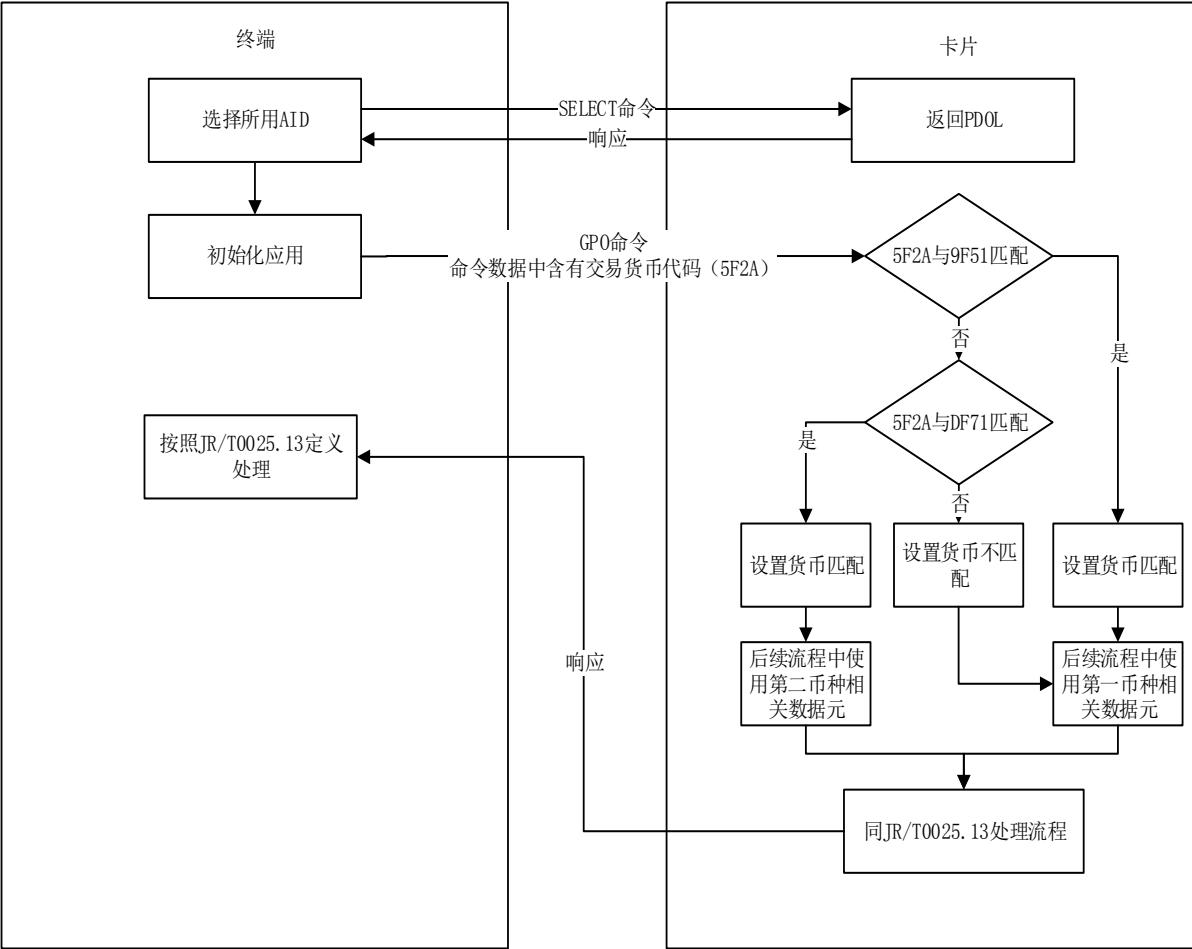 终端
卡片
选择所用AID
SELECT命令
响应
返回PDOL
初始化应用
GPO命令
命令数据中含有交易货币代码（5F2A）
5F2A与9F51匹配
否
是
5F2A与DF71匹配
是
否
按照JR/T0025.13定义
处理
设置货币匹配
设置货币不匹
配
设置货币匹配
响应
后续流程中使
用第二币种相
关数据元
后续流程中使
用第一币种相
关数据元
同JR/T0025.13处理流程